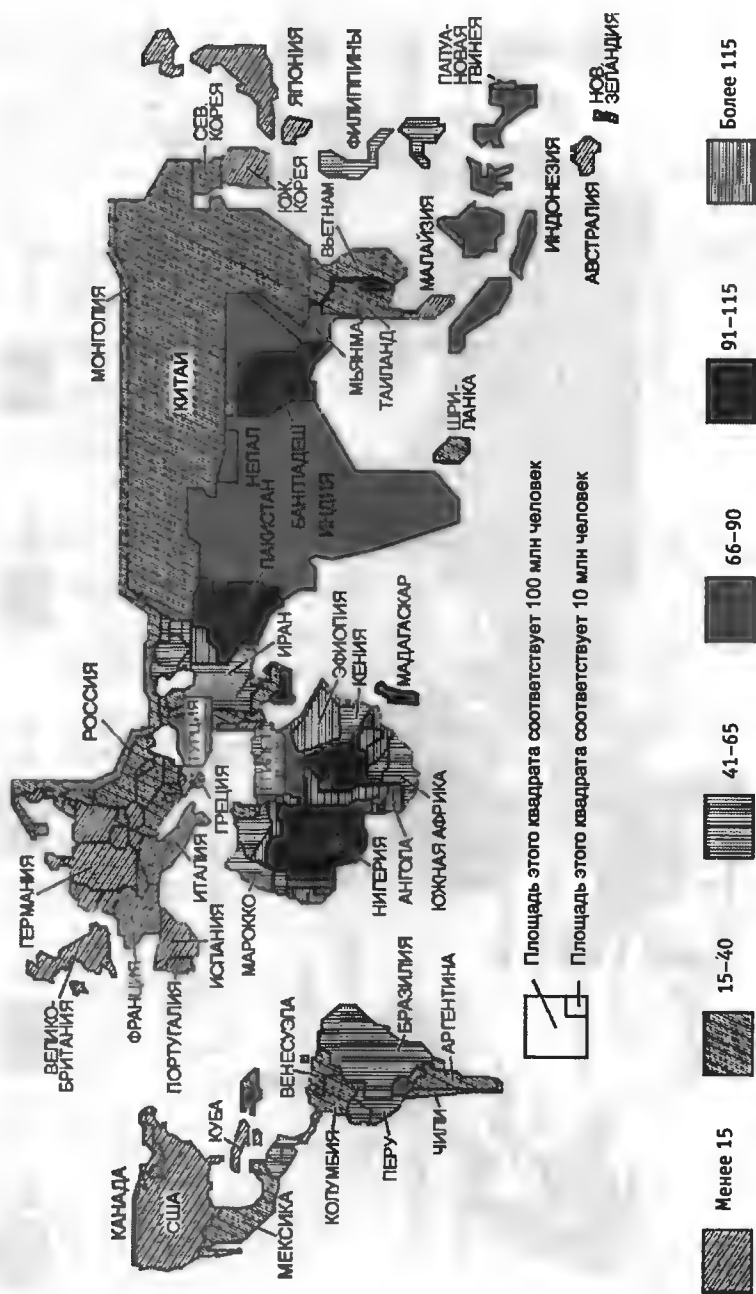 КАНАДА
США
МЕКСИКА
КУБА
ВЕНЕСУЭЛА
КОЛУМБИЯ
ПЕРУ
БРАЗИЛИЯ
ЧИЛИ
АРГЕНТИНА
ВЕЛИКО-
БРИТАНИЯ
ГЕРМАНИЯ
ФРАНЦИЯ
ПОРТУГАЛИЯ
ИСПАНИЯ
ИТАЛИЯ
ГРЕЦИЯ
РОССИЯ
ТУРЦИЯ
МАРОККО
НИГЕРИЯ
АНГОЛА
ЮЖНАЯ АФРИКА
ЭФИОПИЯ
КЕНИЯ
МАДАГАСКАР
ИРАН
МОНГОЛИЯ
КИТАЙ
ПАКИСТАН
НЕПАЛ
БАНГЛАДЕШ
ИНДИЯ
ШРИ-
ЛАНКА
МЬЯНМА
ТАИЛАНД
ВЬЕТНАМ
МАЛАЙЗИЯ
СЕВ.
КОРЕЯ
ЮЖ.
КОРЕЯ
ЯПОНИЯ
ФИЛИППИНЫ
ПАПУА-
НОВАЯ
ГВИНЕЯ
ИНДОНЕЗИЯ
АВСТРАЛИЯ
НОВ.
ЗЕЛАНДИЯ
Площадь этого квадрата соответствует 100 млн человек
Площадь этого квадрата соответствует 10 млн человек
Менее 15
15–40
41–65
66–90
91–115
Более 115